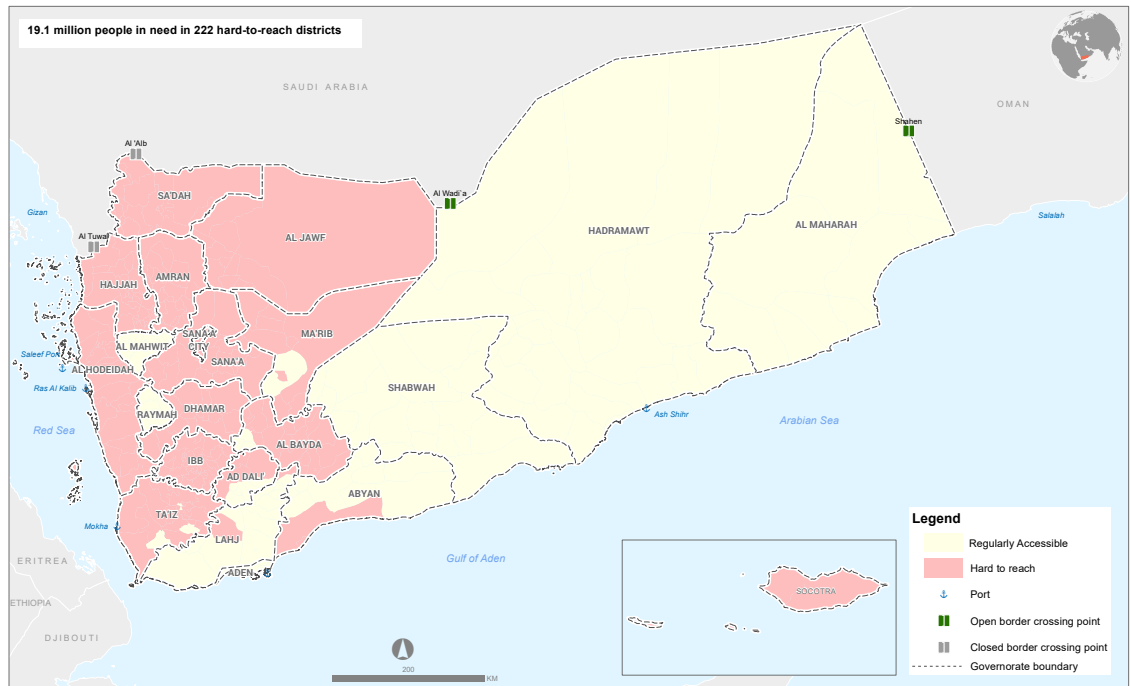 19.1 million people in need in 222 hard-to-reach districts
SAUDI ARABIA
OMAN
Shahen
Al 'Alb
SA'DAH
Al Wadi'a
Gizan
Salalah
Al Tuwal
AL JAWF
HADRAMAWT
AL MAHARAH
AMRAN
HAJJAH
SANA'A
CITY
MA'RIB
AL MAHWIT
Saleef Port
SANA'A
AL HODEIDAH
Ras Al Kalib
SHABWAH
RAYMAH
DHAMAR
Ash Shihr
Arabian Sea
Red Sea
AL BAYDA
IBB
AD DALI'
ABYAN
TA'IZ
Mokha
LAHJ
Gulf of Aden
ERITREA
ADEN
ETHIOPIA
DJIBOUTI
SOCOTRA
200
KM
Legend
Regularly Accessible
Hard to reach
Port
Open border crossing point
Closed border crossing point
Governorate boundary